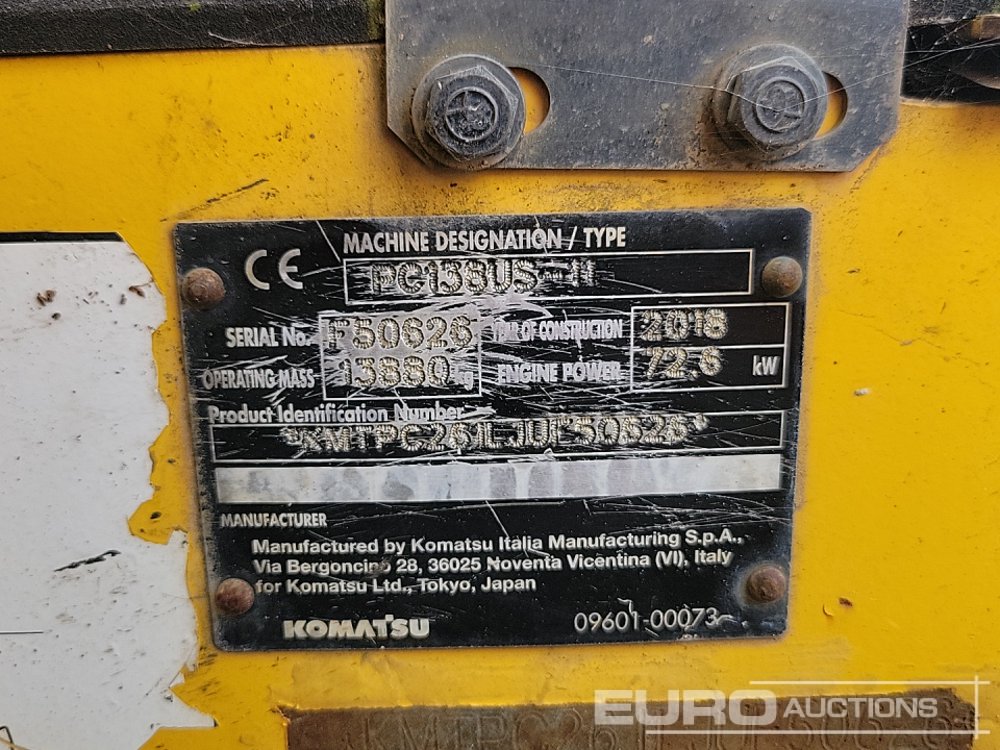 CE MACHINE DESIGNATION / TYPE
PC138US-11
SERIAL No. F50626 YEAR OF CONSTRUCTION 2018
OPERATING MASS 13880 kg ENGINE POWER 72.6 kW
Product Identification Number
*KMTPC261LJUF50626*
MANUFACTURER
Manufactured by Komatsu Italia Manufacturing S.p.A.,
Via Bergoncino 28, 36025 Noventa Vicentina (VI), Italy
for Komatsu Ltd., Tokyo, Japan
KOMATSU 09601-00073
EURO AUCTIONS